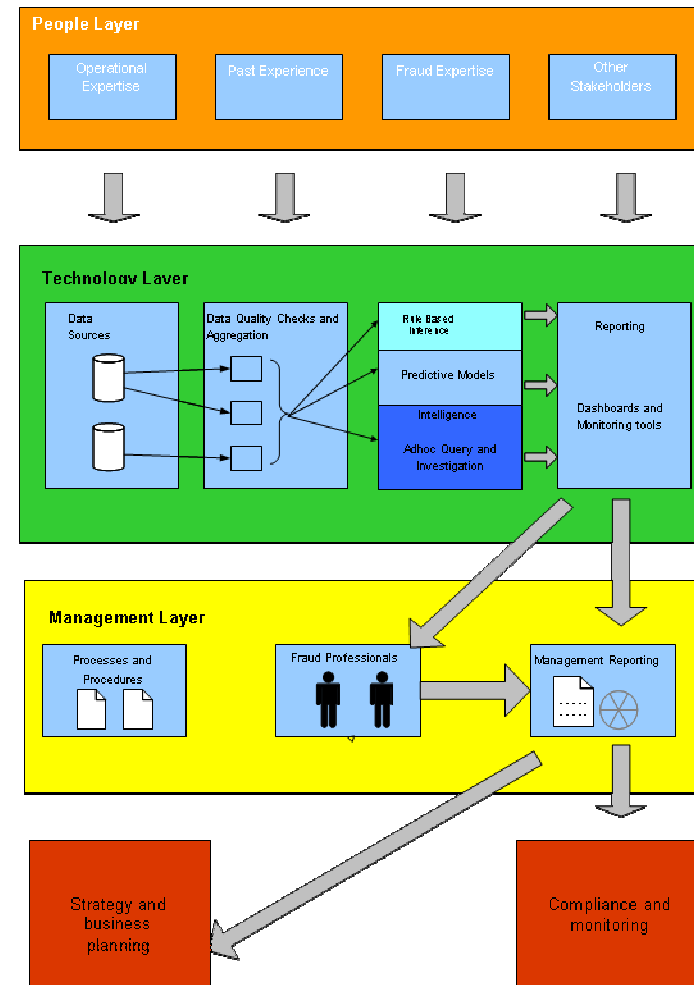 People Layer
Operational
Expertise
Past Experience
Fraud Expertise
Other
Stakeholders
Technology Layer
Data
Sources
Data Quality Checks and
Aggregation
Rule Based
Inference
Predictive Models
Intelligence
Adhoc Query and
Investigation
Reporting
Dashboards and
Monitoring tools
Management Layer
Processes and
Procedures
Fraud Professionals
Management Reporting
Strategy and
business
planning
Compliance and
monitoring